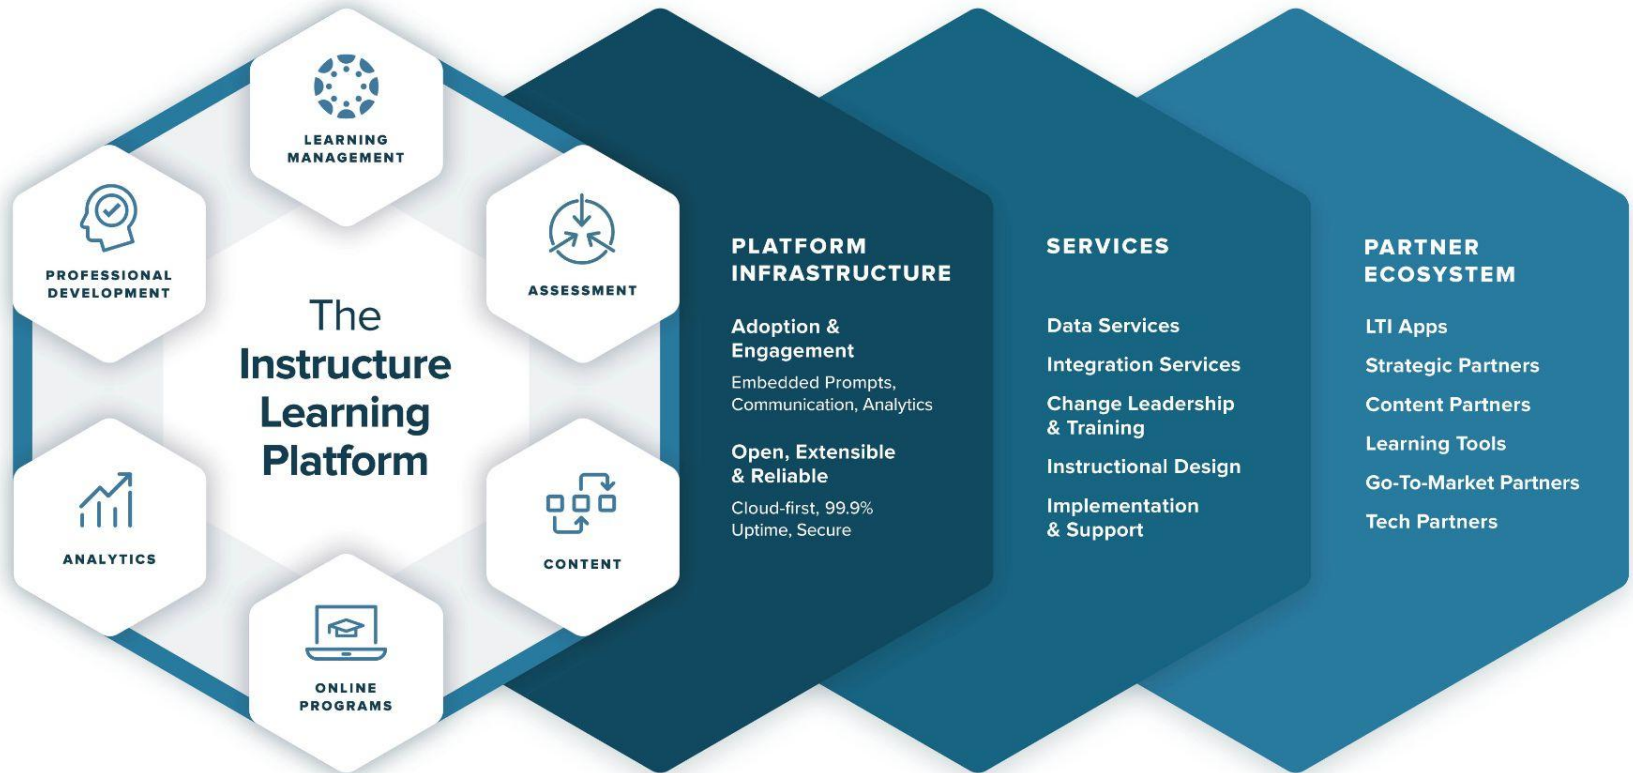 LEARNING
MANAGEMENT
PROFESSIONAL
DEVELOPMENT
ASSESSMENT
The
Instructure
Learning
Platform
ANALYTICS
CONTENT
ONLINE
PROGRAMS
PLATFORM
INFRASTRUCTURE
Adoption &
Engagement
Embedded Prompts,
Communication, Analytics
Open, Extensible
& Reliable
Cloud-first, 99.9%
Uptime, Secure
SERVICES
Data Services
Integration Services
Change Leadership
& Training
Instructional Design
Implementation
& Support
PARTNER
ECOSYSTEM
LTI Apps
Strategic Partners
Content Partners
Learning Tools
Go-To-Market Partners
Tech Partners